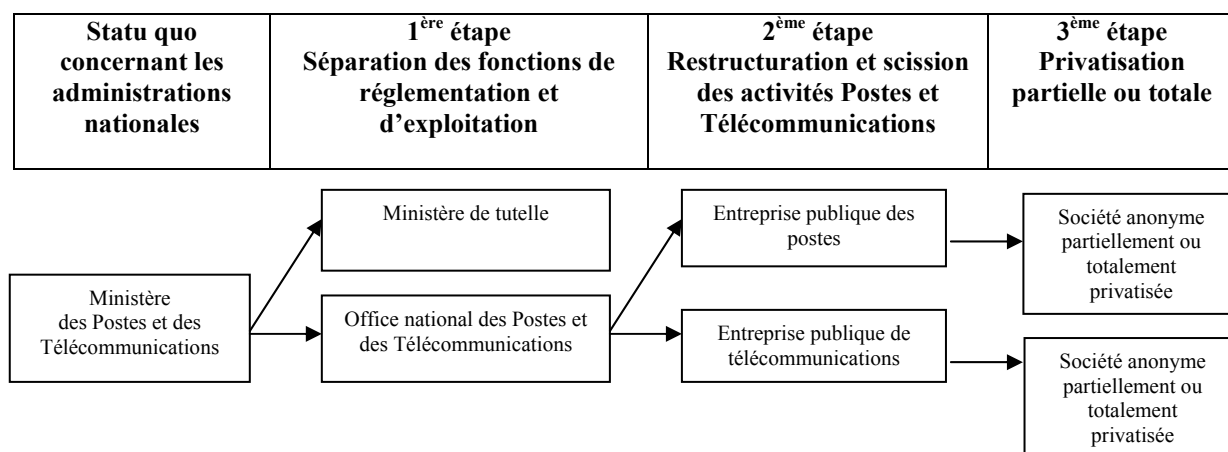 Statu quo
concernant les
administrations
nationales
1ère étape
Séparation des fonctions de
réglementation et
d'exploitation
2ème étape
Restructuration et scission
des activités Postes et
Télécommunications
3ème étape
Privatisation
partielle ou totale
Ministère
des Postes et des
Télécommunications
Ministère de tutelle
Office national des Postes et
des Télécommunications
Entreprise publique des
postes
Entreprise publique de
télécommunications
Société anonyme
partiellement ou
totalement
privatisée
Société anonyme
partiellement ou
totalement
privatisée